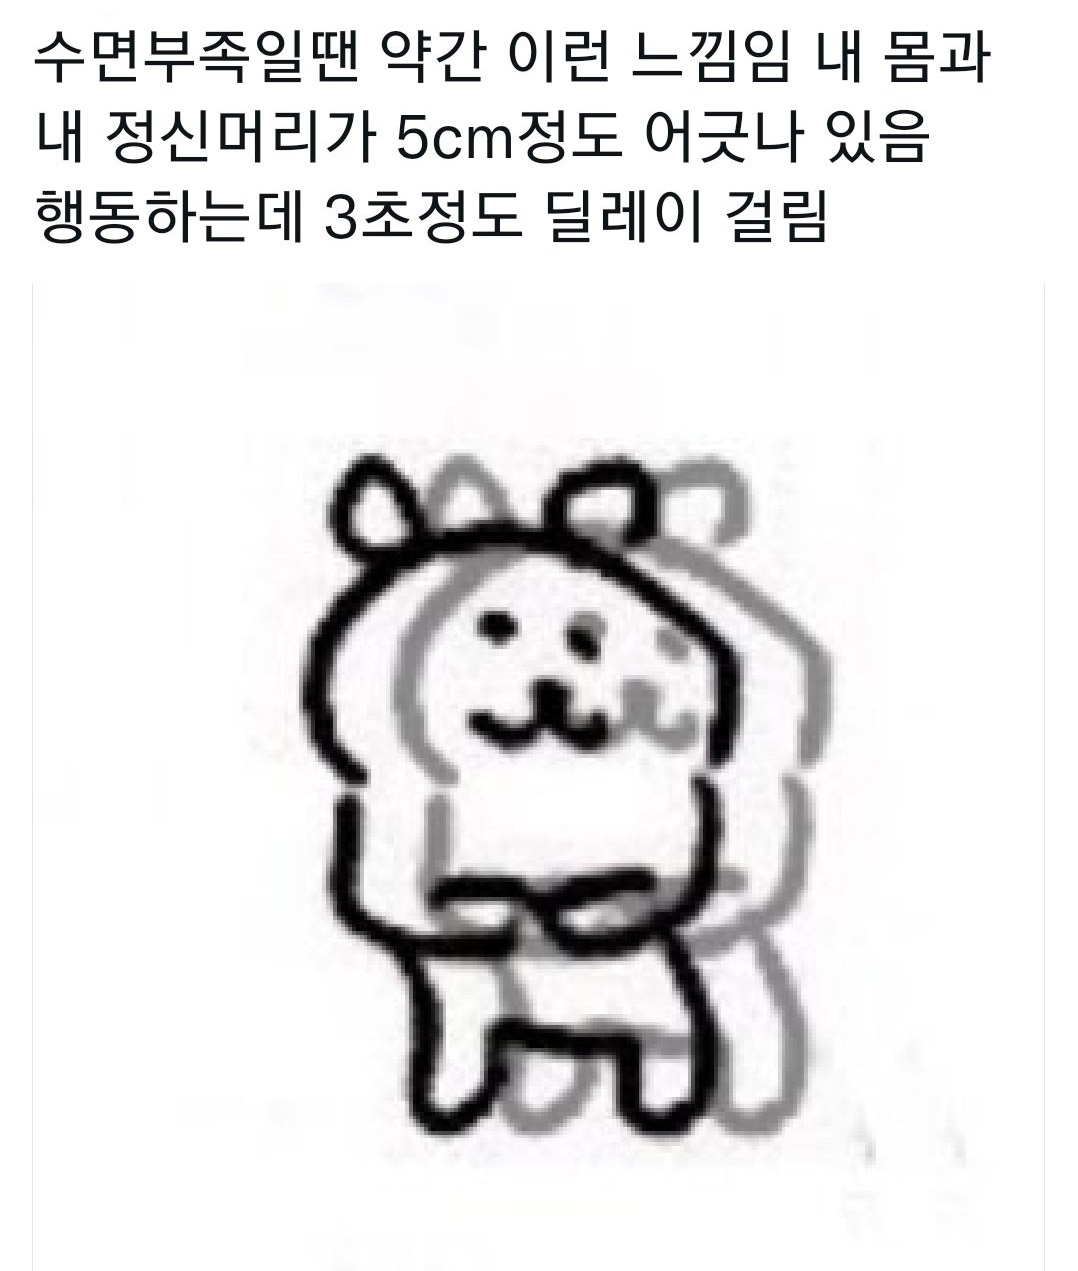 수면부족일땐 약간 이런 느낌임 내 몸과
내 정신머리가 5cm정도 어긋나 있음
행동하는데 3초정도 딜레이 걸림